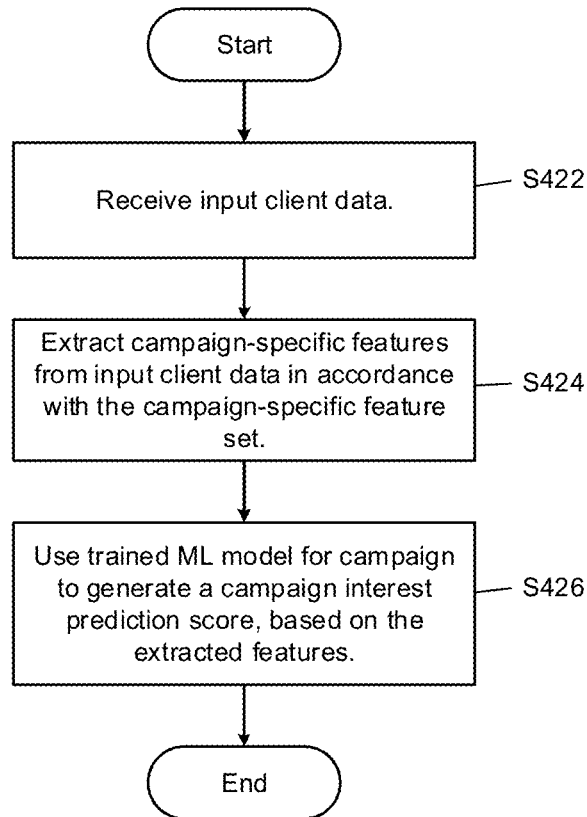 Start
Receive input client data.
S422
Extract campaign-specific features
from input client data in accordance
with the campaign-specific feature
set.
S424
Use trained ML model for campaign
to generate a campaign interest
prediction score, based on the
extracted features.
S426
End